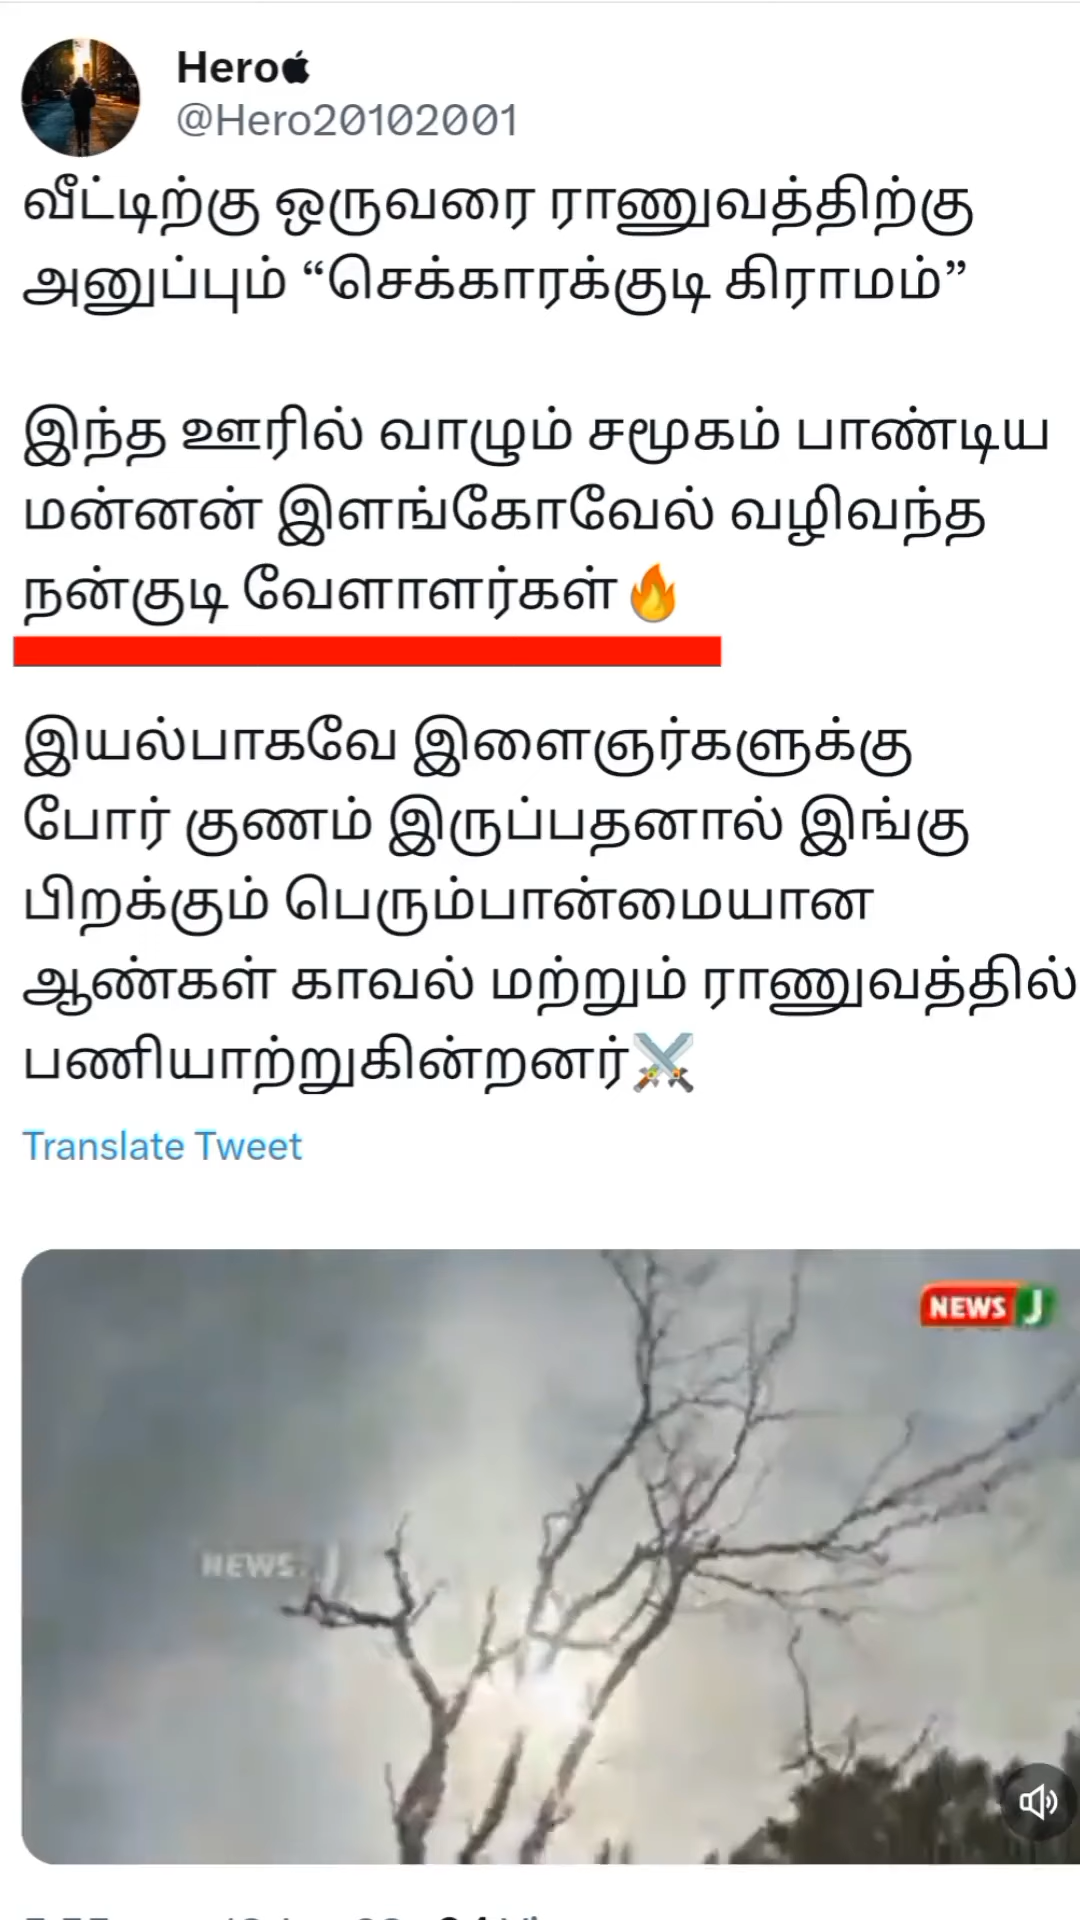 Hero
@Hero20102001
வீட்டிற்கு ஒருவரை ராணுவத்திற்கு
அனுப்பும் “செக்காரக்குடி கிராமம்”
இந்த ஊரில் வாழும் சமூகம் பாண்டிய
மன்னன் இளங்கோவேல் வழிவந்த
நன்குடி வேளாளர்கள்🔥
இயல்பாகவே இளைஞர்களுக்கு
போர் குணம் இருப்பதனால் இங்கு
பிறக்கும் பெரும்பான்மையான
ஆண்கள் காவல் மற்றும் ராணுவத்தில்
பணியாற்றுகின்றனர்⚔️
Translate Tweet
NEWS J
NEWS J